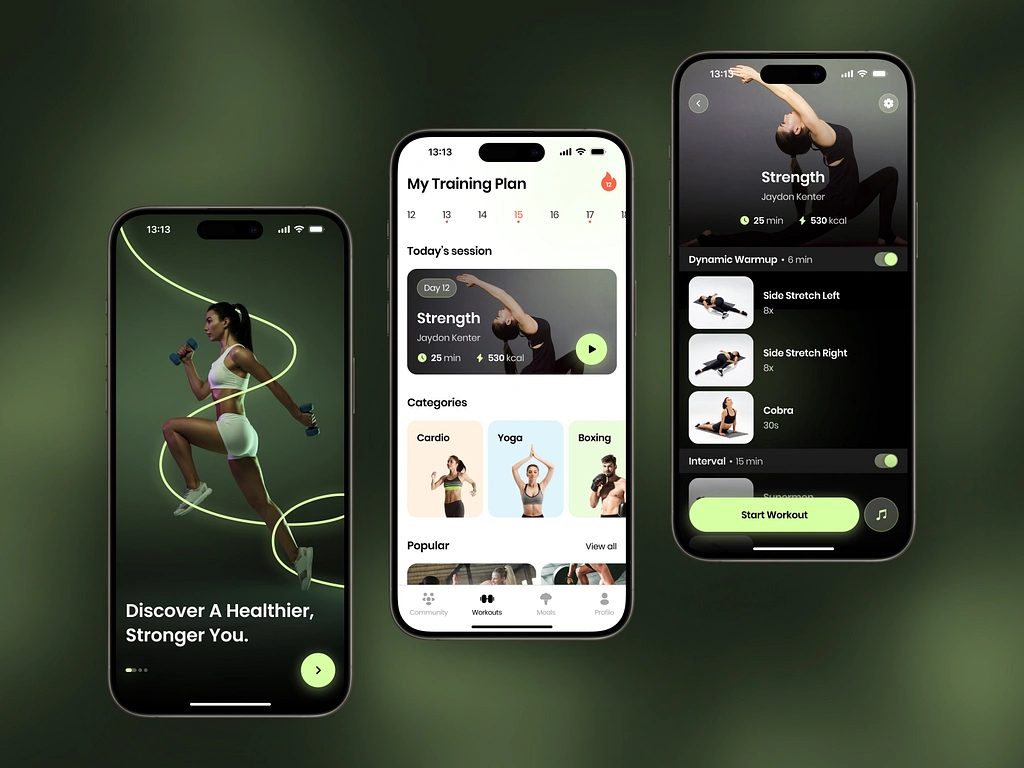 13:13
Discover A Healthier,
Stronger You.
13:13
My Training Plan
12
12 13 14 15 16 17
Today's session
Day 12
Strength
Jaydon Kenter
25 min 530 kcal
Categories
Cardio Yoga Boxing
Popular View all
Community Workouts Meals Profile
13:13
Strength
Jaydon Kenter
25 min 530 kcal
Dynamic Warmup • 6 min
Side Stretch Left
8x
Side Stretch Right
8x
Cobra
30s
Interval • 15 min
Start Workout